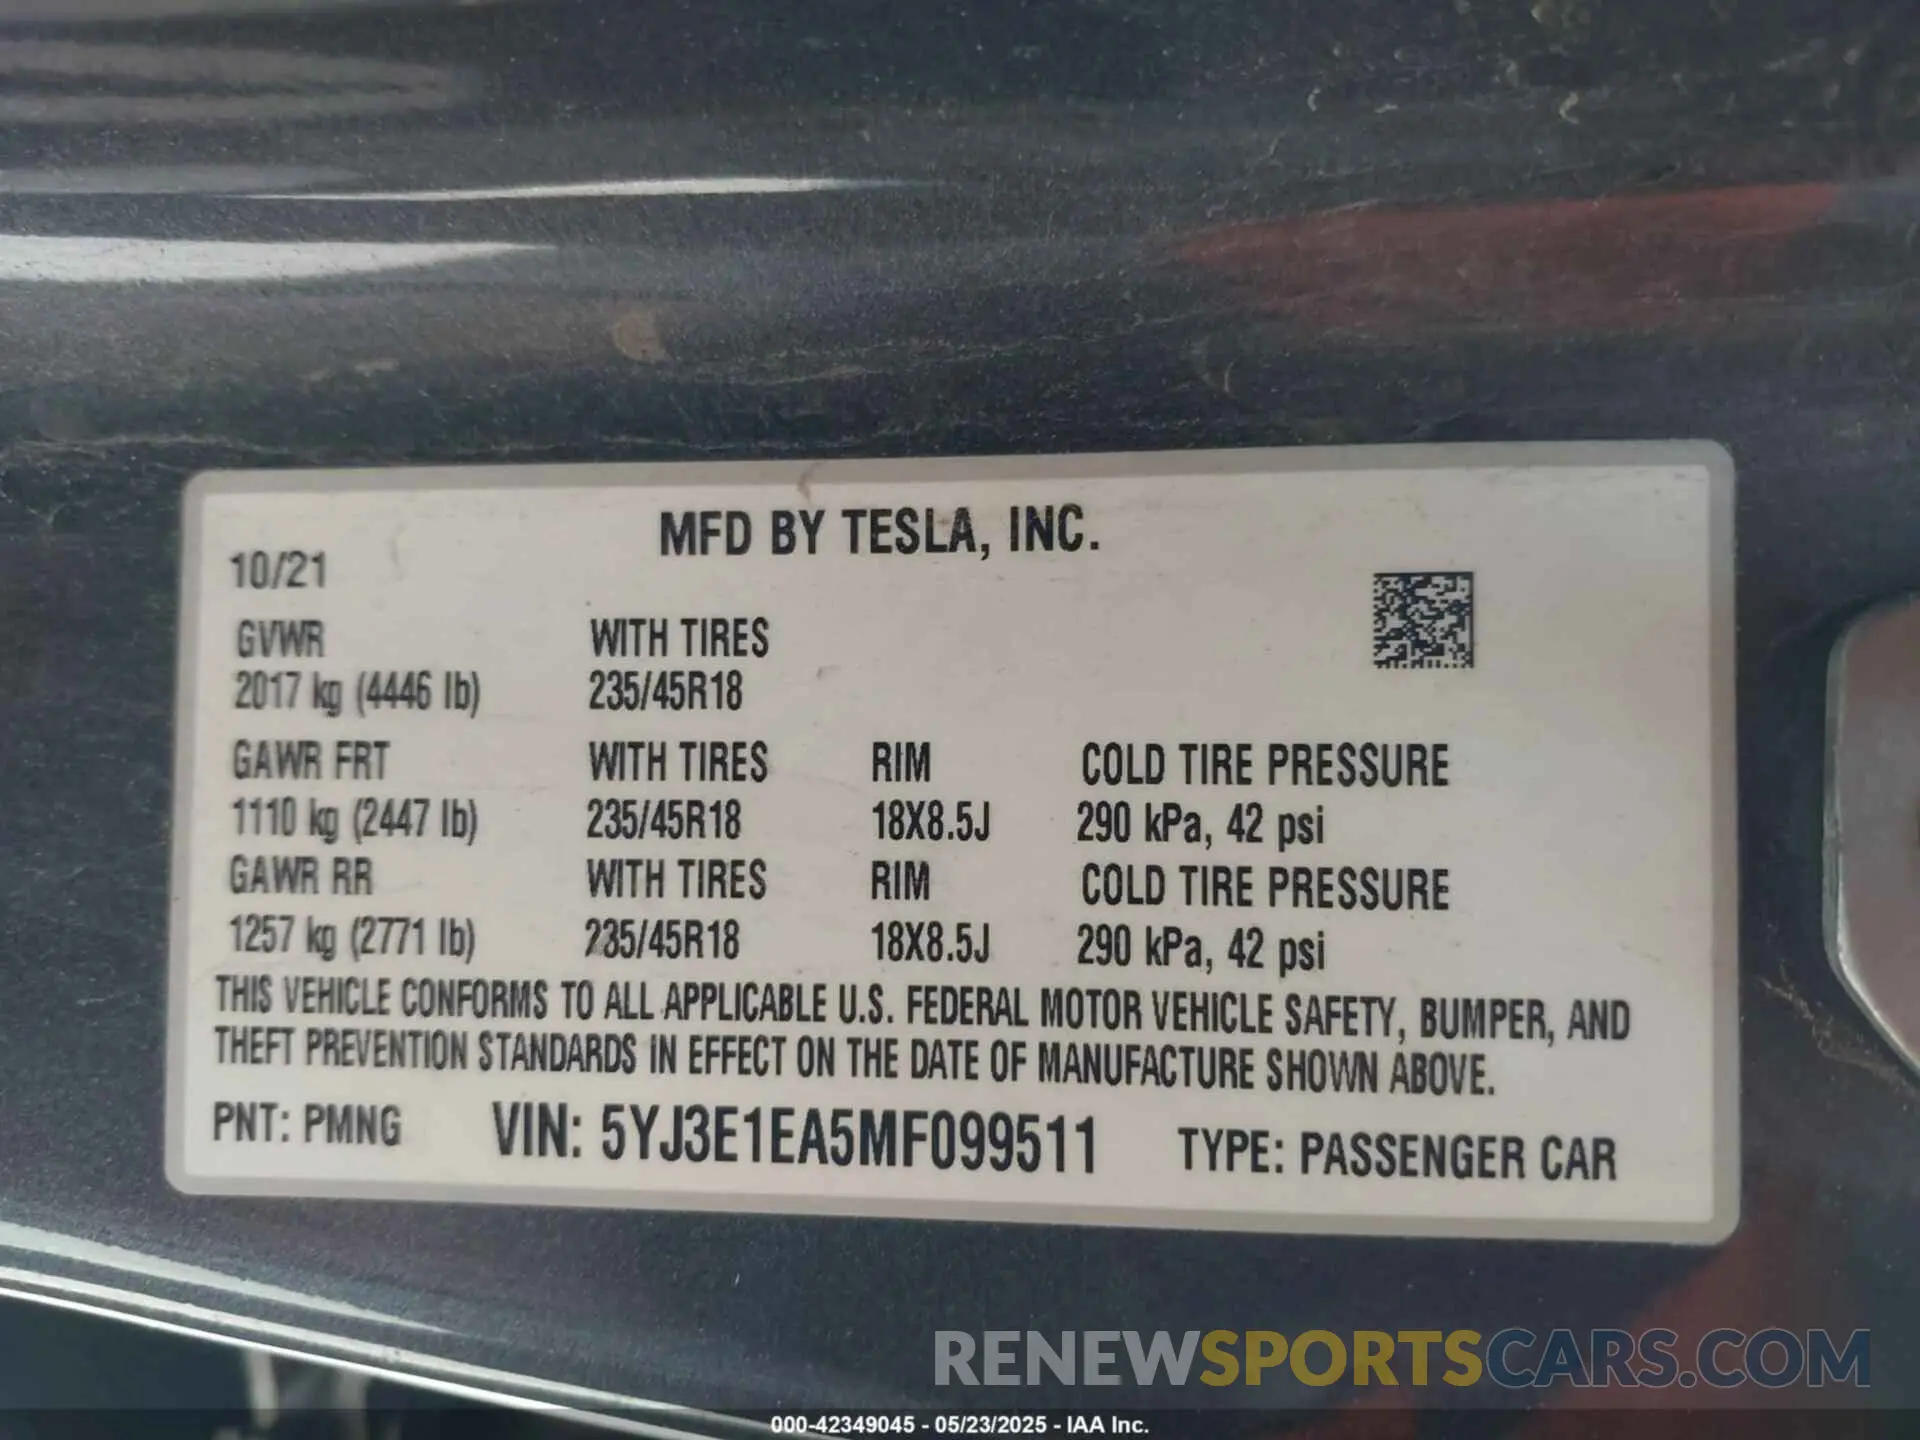 MFD BY TESLA, INC.
10/21
GVWR WITH TIRES
2017 kg (4446 lb) 235/45R18
GAWR FRT WITH TIRES RIM COLD TIRE PRESSURE
1110 kg (2447 lb) 235/45R18 18X8.5J 290 kPa, 42 psi
GAWR RR WITH TIRES RIM COLD TIRE PRESSURE
1257 kg (2771 lb) 235/45R18 18X8.5J 290 kPa, 42 psi
THIS VEHICLE CONFORMS TO ALL APPLICABLE U.S. FEDERAL MOTOR VEHICLE SAFETY, BUMPER, AND
THEFT PREVENTION STANDARDS IN EFFECT ON THE DATE OF MANUFACTURE SHOWN ABOVE.
PNT: PMNG VIN: 5YJ3E1EA5MF099511 TYPE: PASSENGER CAR
RENEWSPORTSCARS.COM
000-42349045 - 05/23/2025 - IAA Inc.